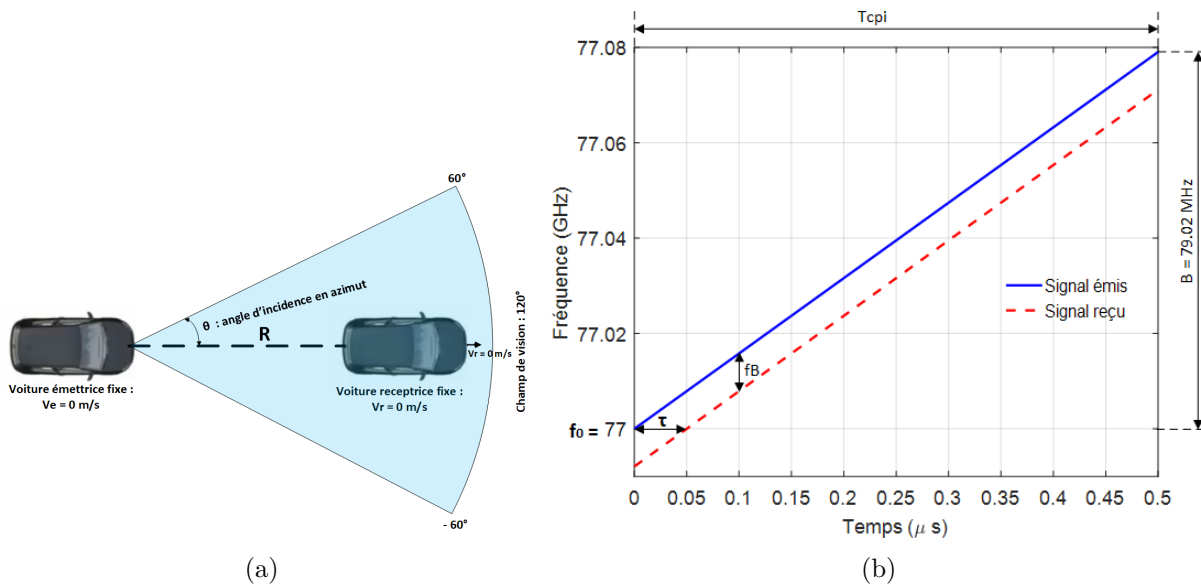 60°
θ : angle d'incidence en azimut
R
Vr = 0 m/s
Champ de vision : 120°
Voiture émettrice fixe :
Ve = 0 m/s
Voiture receptrice fixe :
Vr = 0 m/s
- 60°
(a)
Tcpi
77.08
77.06
77.04
77.02
f₀ = 77
Fréquence (GHz)
Signal émis
Signal reçu
fB
τ
B = 79.02 MHz
0 0.05 0.1 0.15 0.2 0.25 0.3 0.35 0.4 0.45 0.5
Temps (μ s)
(b)